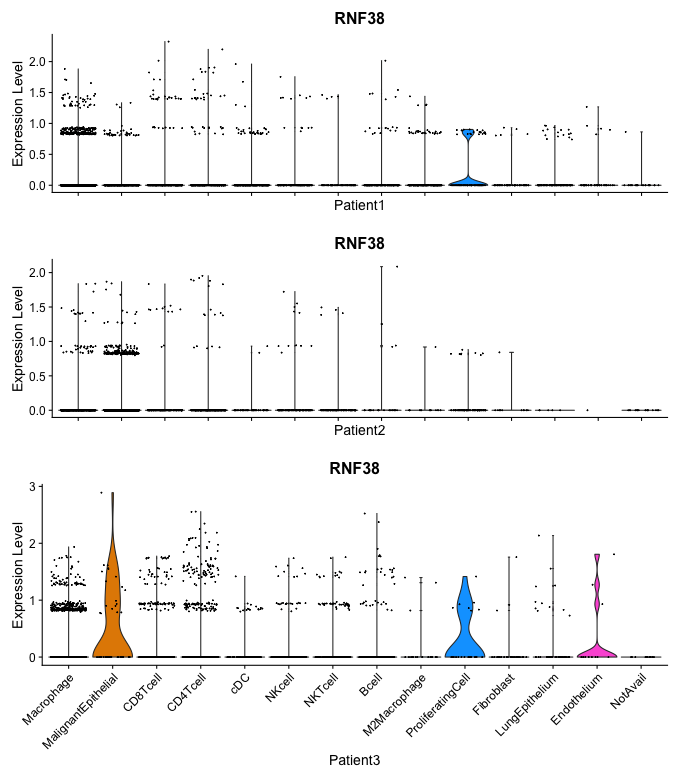 RNF38
Expression Level
2.0
1.5
1.0
0.5
0.0
Patient1
RNF38
Expression Level
2.0
1.5
1.0
0.5
0.0
Patient2
RNF38
Expression Level
3
2
1
0
Macrophage
MalignantEpithelial
CD8Tcell
CD4Tcell
cDC
NKcell
NKTcell
Bcell
M2Macrophage
ProliferatingCell
Fibroblast
LungEpithelium
Endothelium
NotAvail
Patient3